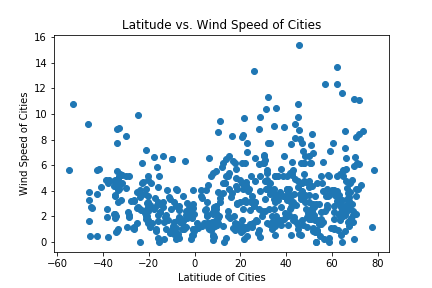 Latitude vs. Wind Speed of Cities
16
14
12
10
8
6
4
2
0
Wind Speed of Cities
−60 −40 −20 0 20 40 60 80
Latitiude of Cities